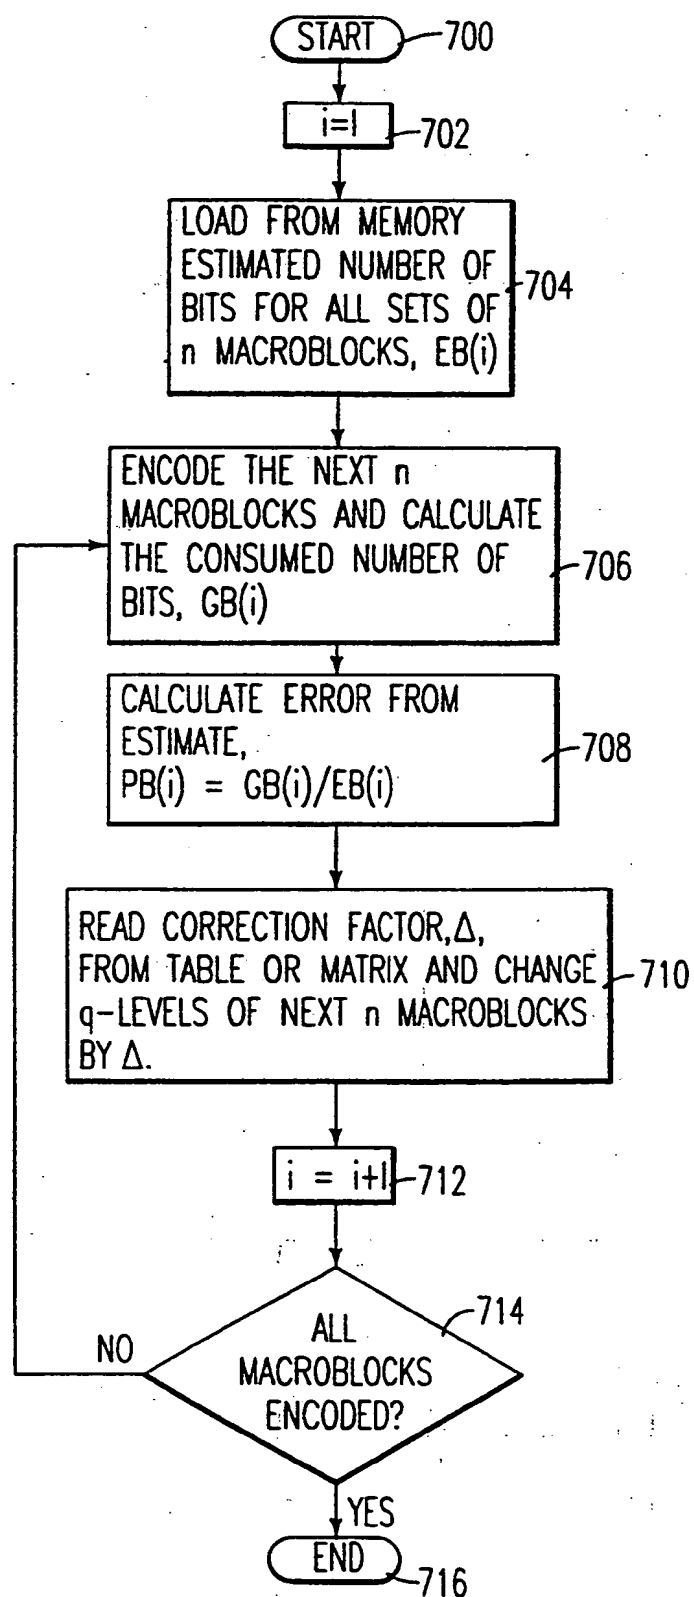 START
700
i=1
702
LOAD FROM MEMORY
ESTIMATED NUMBER OF
BITS FOR ALL SETS OF
n MACROBLOCKS, EB(i)
704
ENCODE THE NEXT n
MACROBLOCKS AND CALCULATE
THE CONSUMED NUMBER OF
BITS, GB(i)
706
CALCULATE ERROR FROM
ESTIMATE,
PB(i) = GB(i)/EB(i)
708
READ CORRECTION FACTOR,Δ,
FROM TABLE OR MATRIX AND CHANGE
q-LEVELS OF NEXT n MACROBLOCKS
BY Δ.
710
i = i+1
712
714
ALL
MACROBLOCKS
ENCODED?
NO
YES
END
716